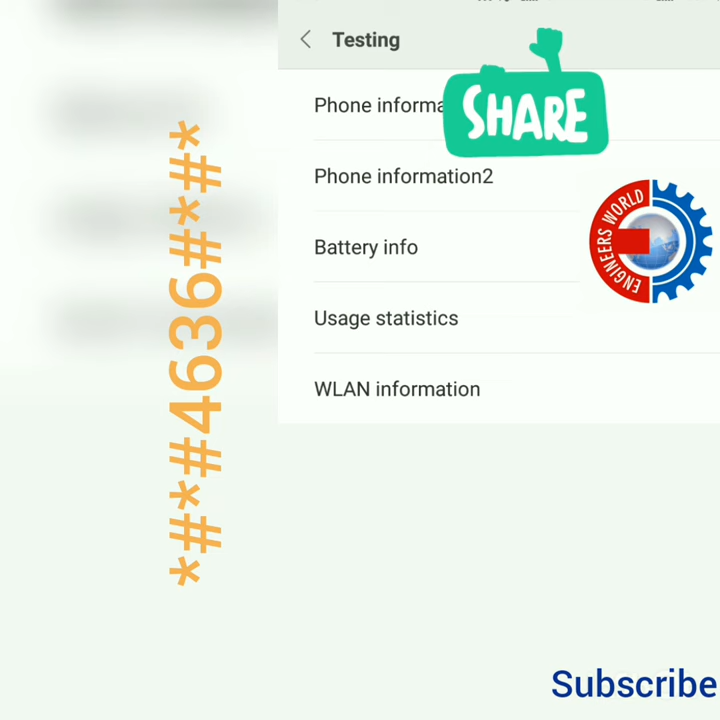 Testing
Phone informa
SHARE
Phone information2
ENGINEERS WORLD
Battery info
Usage statistics
WLAN information
*#*#4636#*#*
Subscribe